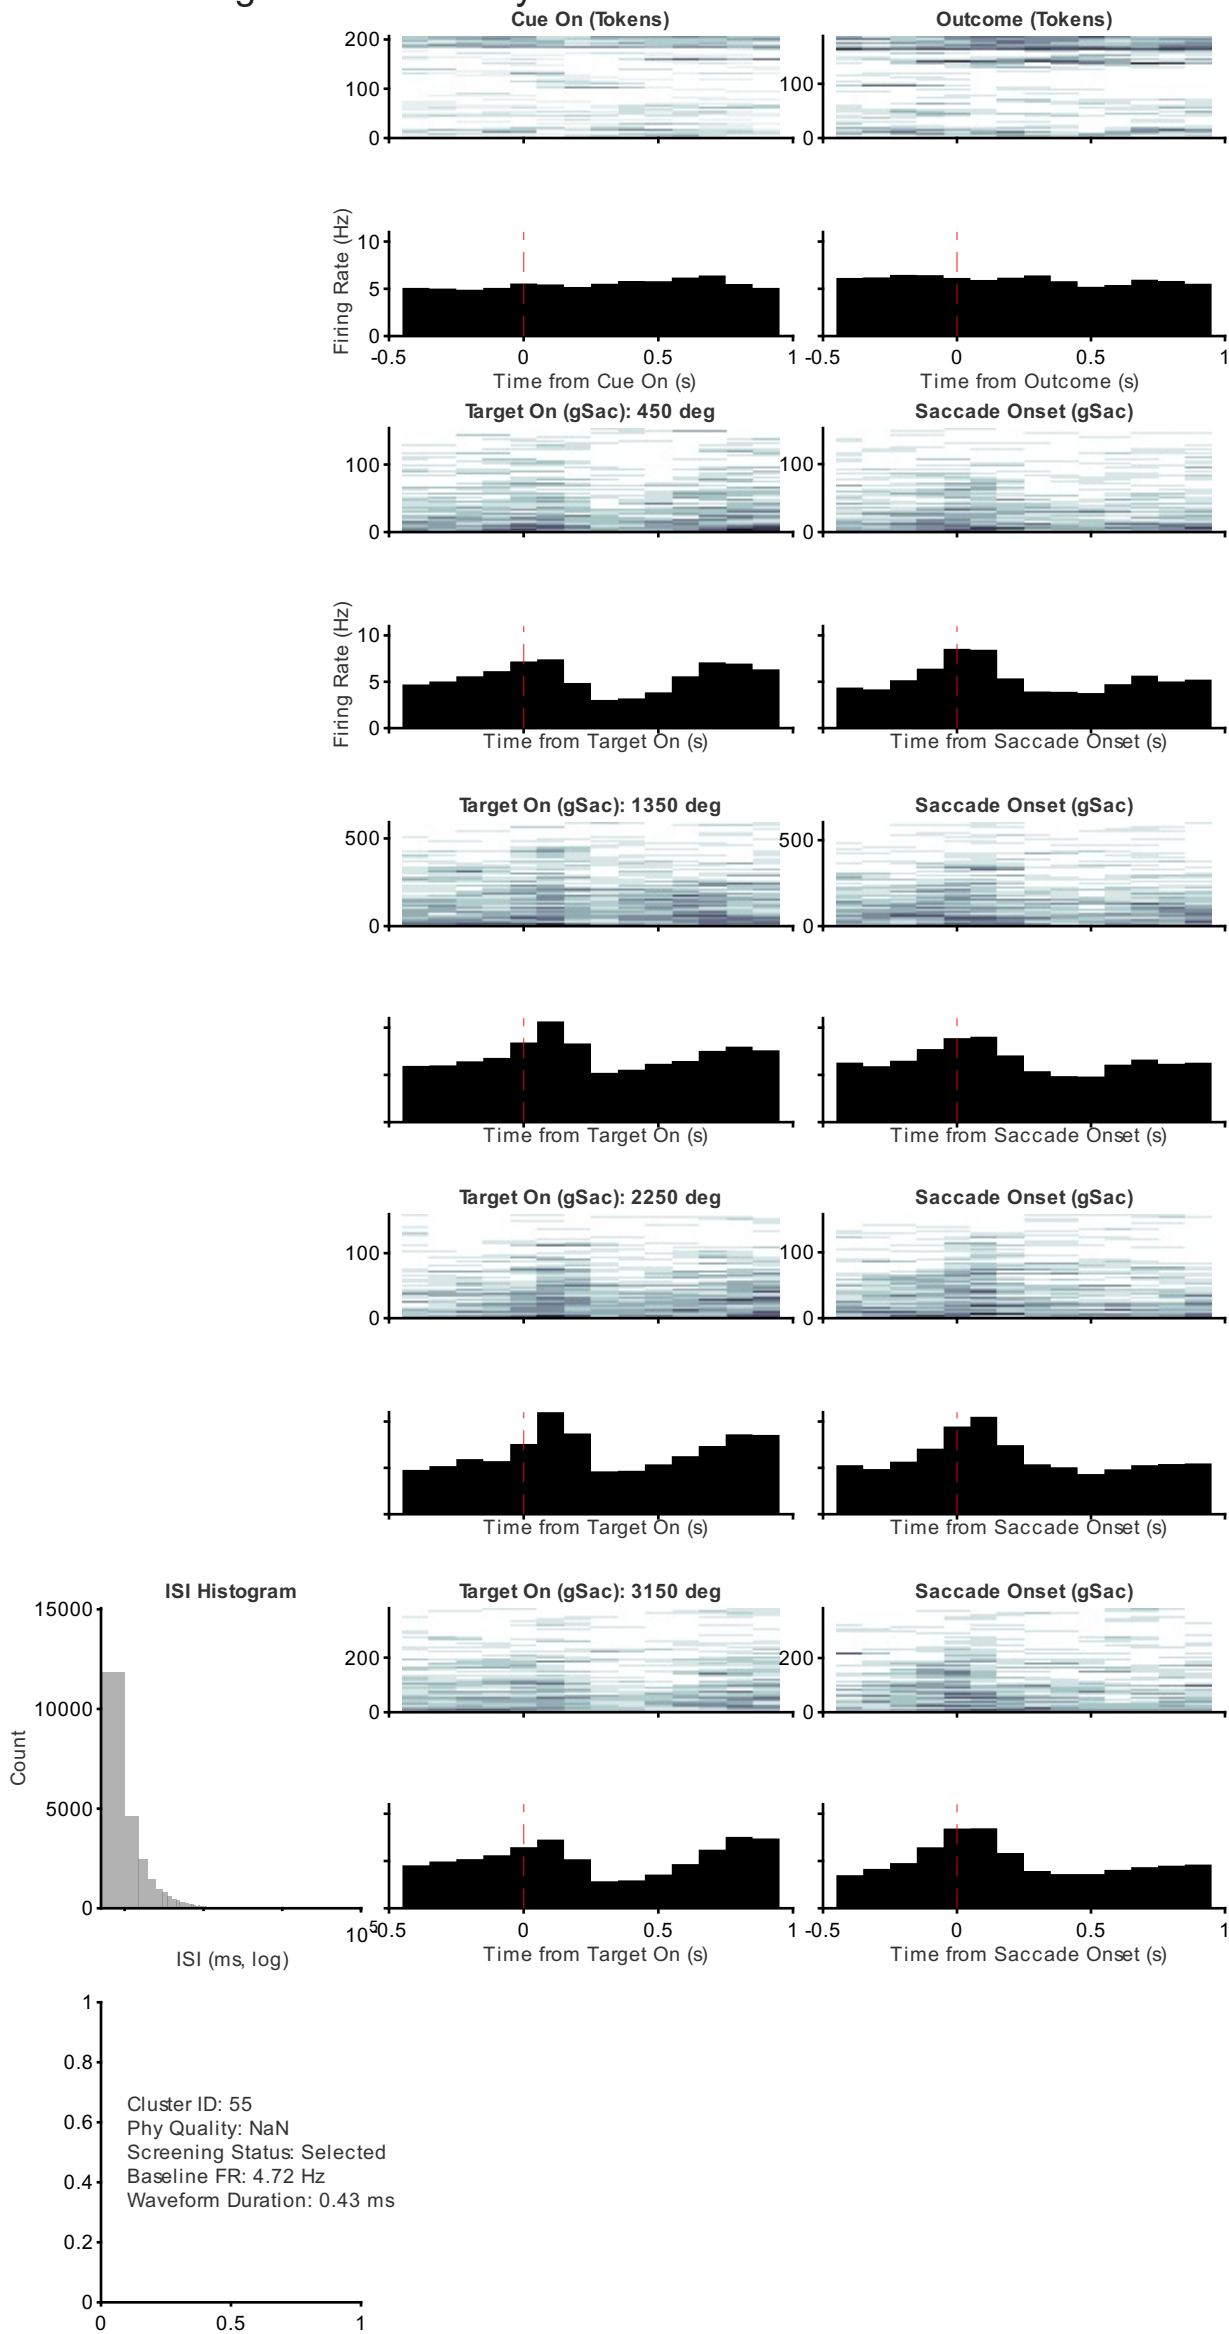 Cue On (Tokens)
Outcome (Tokens)
200
100
0
100
0
Firing Rate (Hz)
10
5
0
-0.5
0
0.5
1
-0.5
0
0.5
1
Time from Cue On (s)
Time from Outcome (s)
Target On (gSac): 450 deg
Saccade Onset (gSac)
100
0
100
0
Firing Rate (Hz)
10
5
0
Time from Target On (s)
Time from Saccade Onset (s)
Target On (gSac): 1350 deg
Saccade Onset (gSac)
500
0
500
0
Time from Target On (s)
Time from Saccade Onset (s)
Target On (gSac): 2250 deg
Saccade Onset (gSac)
100
0
100
0
Time from Target On (s)
Time from Saccade Onset (s)
ISI Histogram
Target On (gSac): 3150 deg
Saccade Onset (gSac)
15000
10000
5000
0
Count
10^5
ISI (ms, log)
200
0
200
0
-0.5
0
0.5
1
-0.5
0
0.5
1
Time from Target On (s)
Time from Saccade Onset (s)
1
0.8
0.6
0.4
0.2
0
Cluster ID: 55
Phy Quality: NaN
Screening Status: Selected
Baseline FR: 4.72 Hz
Waveform Duration: 0.43 ms
0
0.5
1